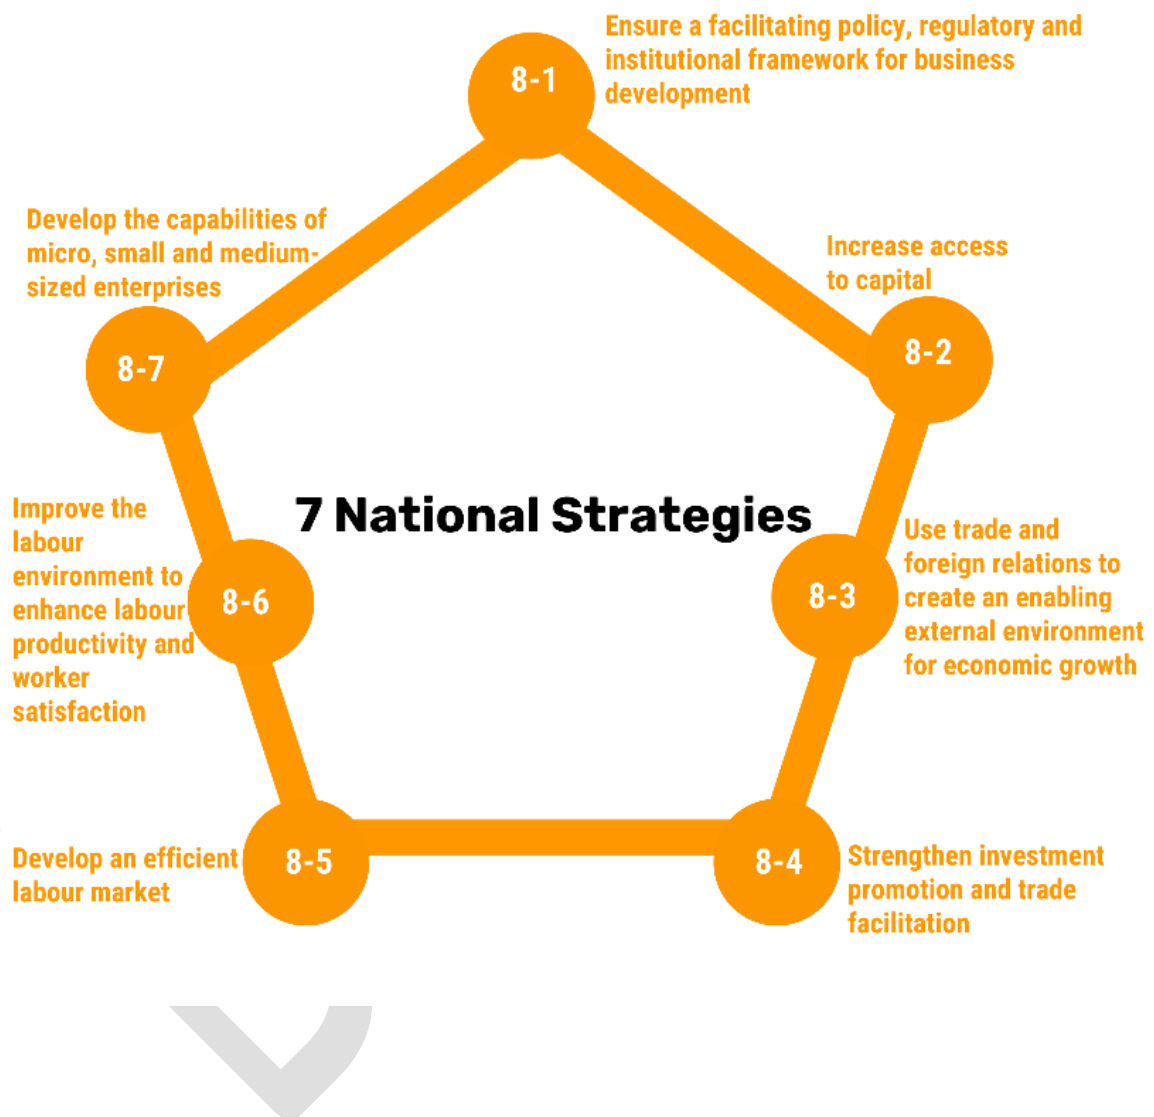 8-1
Ensure a facilitating policy, regulatory and
institutional framework for business
development
Increase access
to capital
8-2
Use trade and
foreign relations to
create an enabling
external environment
for economic growth
8-3
Strengthen investment
promotion and trade
facilitation
8-4
Develop an efficient
labour market
8-5
Improve the
labour
environment to
enhance labour
productivity and
worker
satisfaction
8-6
Develop the capabilities of
micro, small and medium-
sized enterprises
8-7
7 National Strategies